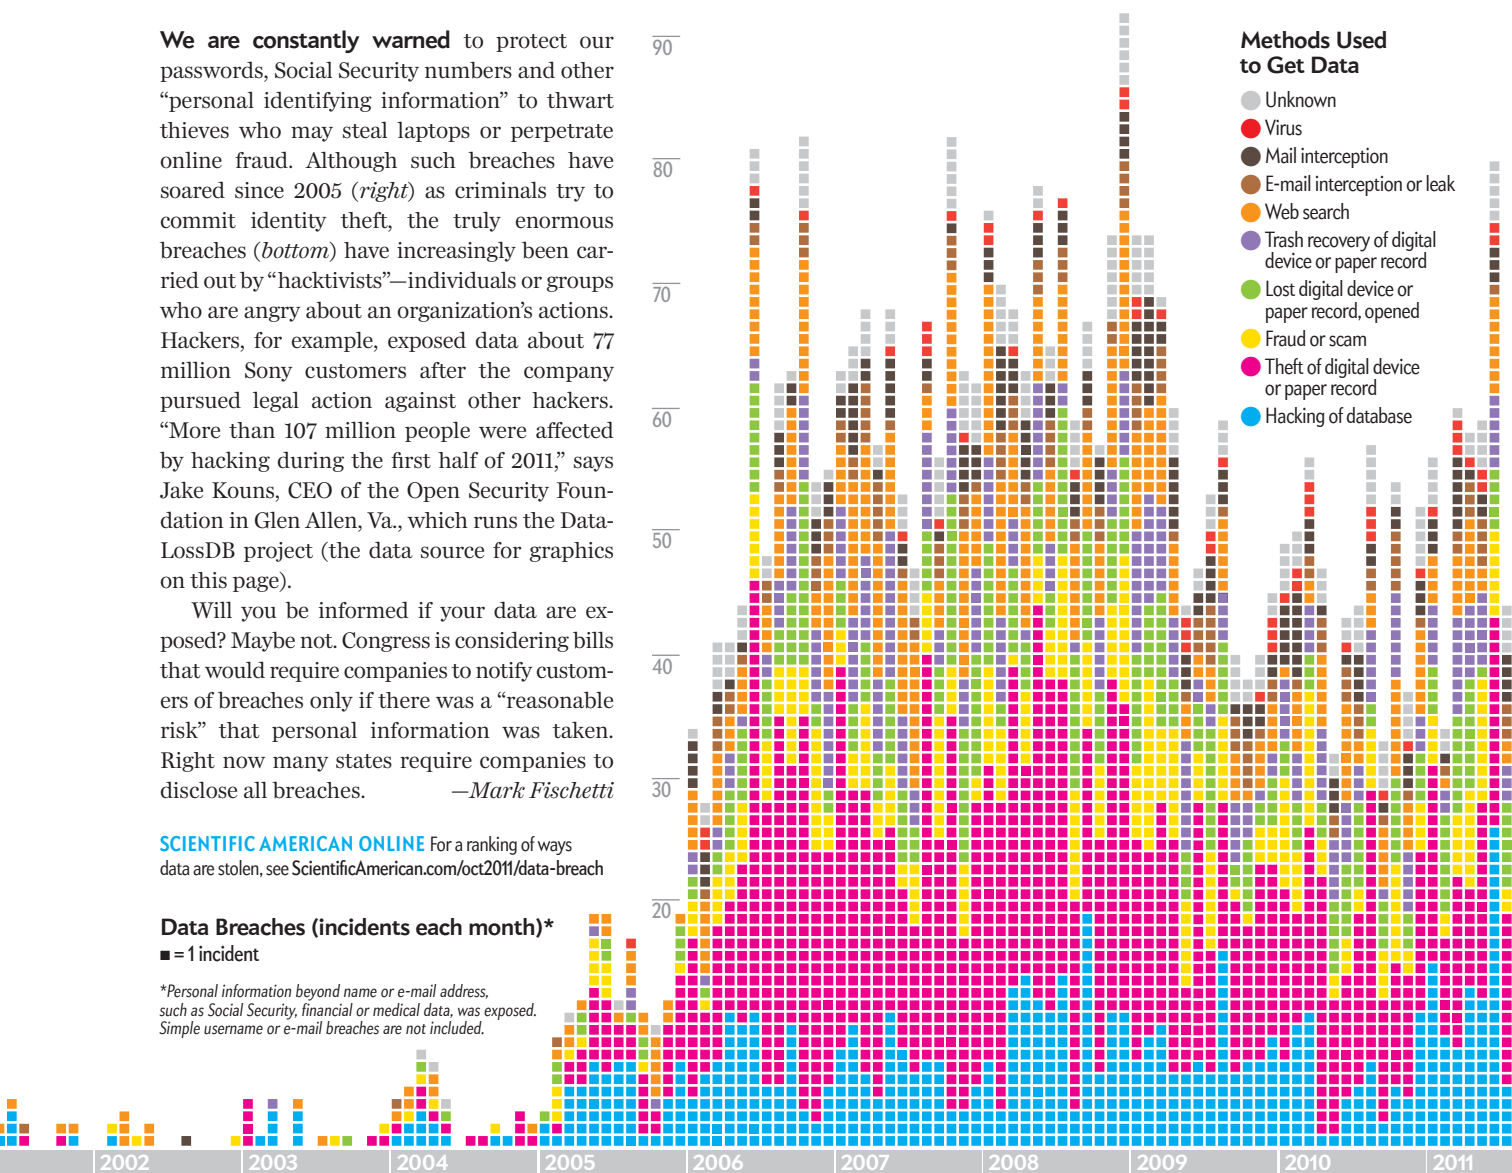 We are constantly warned to protect our
passwords, Social Security numbers and other
“personal identifying information” to thwart
thieves who may steal laptops or perpetrate
online fraud. Although such breaches have
soared since 2005 (right) as criminals try to
commit identity theft, the truly enormous
breaches (bottom) have increasingly been car-
ried out by “hacktivists”—individuals or groups
who are angry about an organization’s actions.
Hackers, for example, exposed data about 77
million Sony customers after the company
pursued legal action against other hackers.
“More than 107 million people were affected
by hacking during the first half of 2011,” says
Jake Kouns, CEO of the Open Security Foun-
dation in Glen Allen, Va., which runs the Data-
LossDB project (the data source for graphics
on this page).
Will you be informed if your data are ex-
posed? Maybe not. Congress is considering bills
that would require companies to notify custom-
ers of breaches only if there was a “reasonable
risk” that personal information was taken.
Right now many states require companies to
disclose all breaches. —Mark Fischetti
SCIENTIFIC AMERICAN ONLINE For a ranking of ways
data are stolen, see ScientificAmerican.com/oct2011/data-breach
Data Breaches (incidents each month)*
■ = 1 incident
*Personal information beyond name or e-mail address,
such as Social Security, financial or medical data, was exposed.
Simple username or e-mail breaches are not included.
90
80
70
60
50
40
30
20
Methods Used
to Get Data
Unknown
Virus
Mail interception
E-mail interception or leak
Web search
Trash recovery of digital
device or paper record
Lost digital device or
paper record, opened
Fraud or scam
Theft of digital device
or paper record
Hacking of database
2002
2003
2004
2005
2006
2007
2008
2009
2010
2011